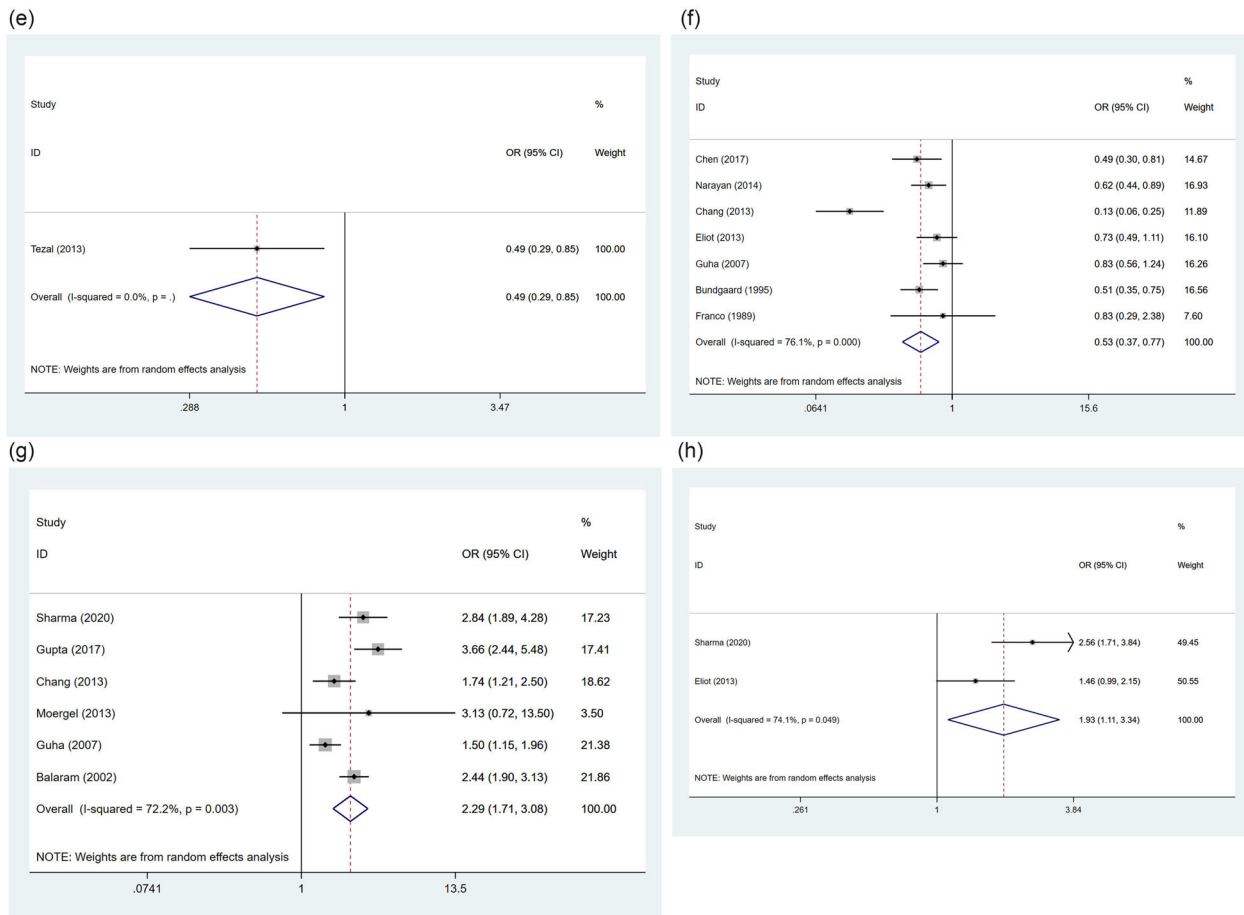 (e)
Study %
ID OR (95% CI) Weight
Tezal (2013) 0.49 (0.29, 0.85) 100.00
Overall (I-squared = 0.0%, p = .) 0.49 (0.29, 0.85) 100.00
NOTE: Weights are from random effects analysis
.288 1 3.47
(f)
Study %
ID OR (95% CI) Weight
Chen (2017) 0.49 (0.30, 0.81) 14.67
Narayan (2014) 0.62 (0.44, 0.89) 16.93
Chang (2013) 0.13 (0.06, 0.25) 11.89
Eliot (2013) 0.73 (0.49, 1.11) 16.10
Guha (2007) 0.83 (0.56, 1.24) 16.26
Bundgaard (1995) 0.51 (0.35, 0.75) 16.56
Franco (1989) 0.83 (0.29, 2.38) 7.60
Overall (I-squared = 76.1%, p = 0.000) 0.53 (0.37, 0.77) 100.00
NOTE: Weights are from random effects analysis
.0641 1 15.6
(g)
Study %
ID OR (95% CI) Weight
Sharma (2020) 2.84 (1.89, 4.28) 17.23
Gupta (2017) 3.66 (2.44, 5.48) 17.41
Chang (2013) 1.74 (1.21, 2.50) 18.62
Moergel (2013) 3.13 (0.72, 13.50) 3.50
Guha (2007) 1.50 (1.15, 1.96) 21.38
Balaram (2002) 2.44 (1.90, 3.13) 21.86
Overall (I-squared = 72.2%, p = 0.003) 2.29 (1.71, 3.08) 100.00
NOTE: Weights are from random effects analysis
.0741 1 13.5
(h)
Study %
ID OR (95% CI) Weight
Sharma (2020) 2.56 (1.71, 3.84) 49.45
Eliot (2013) 1.46 (0.99, 2.15) 50.55
Overall (I-squared = 74.1%, p = 0.049) 1.93 (1.11, 3.34) 100.00
NOTE: Weights are from random effects analysis
.261 1 3.84